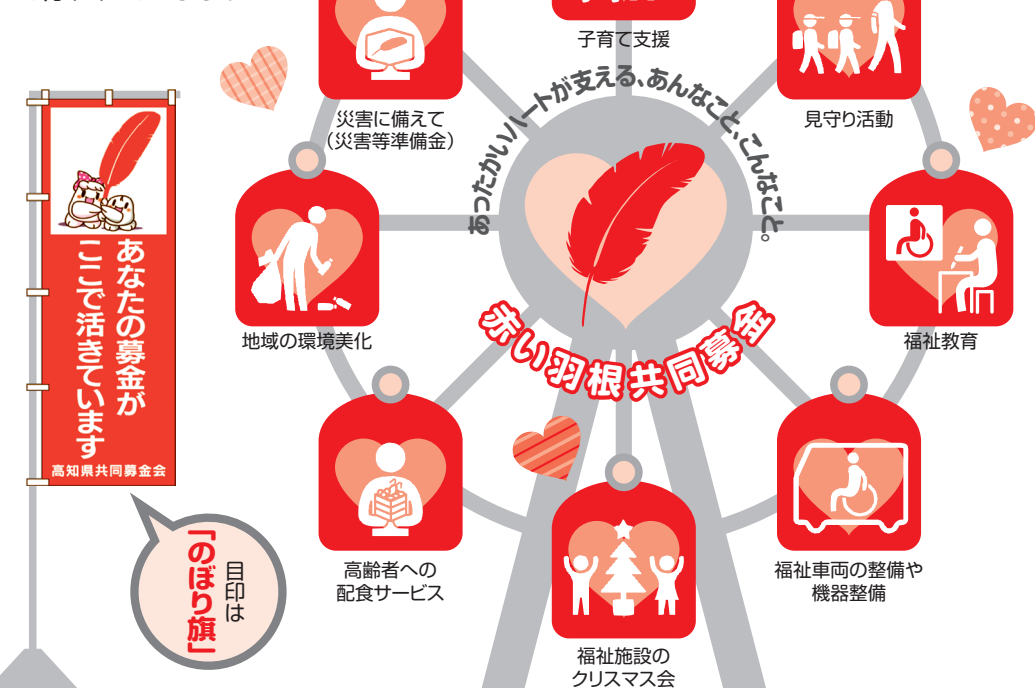 子育て支援
災害に備えて
（災害等準備金）
見守り活動
あったかいハートが支える、あんなこと、こんなこと。
赤い羽根共同募金
地域の環境美化
福祉教育
高齢者への
配食サービス
福祉車両の整備や
機器整備
福祉施設の
クリスマス会
あなたの募金が
ここで活きています
高知県共同募金会
目印は
「のぼり旗」